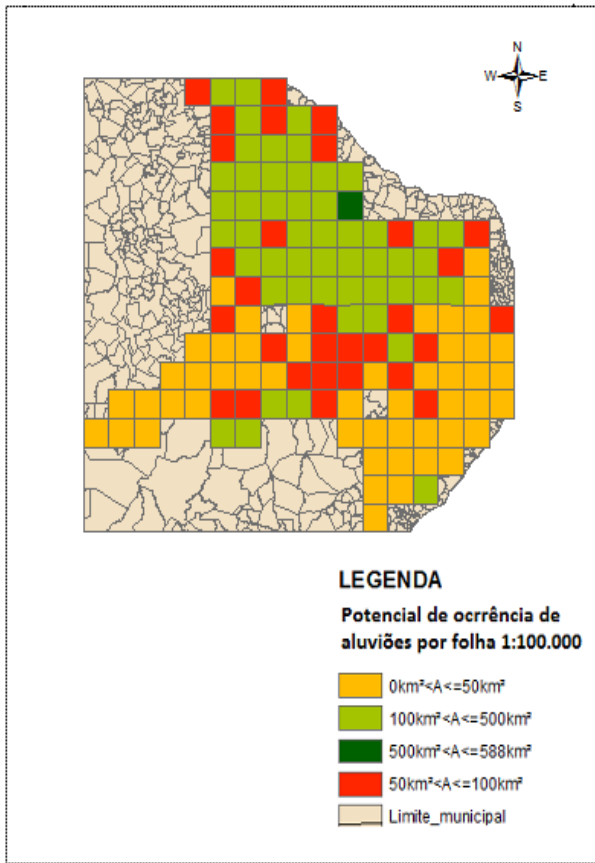 N
W E
S
LEGENDA
Potencial de ocrrência de
aluviões por folha 1:100.000
0km²<A<=50km²
100km²<A<=500km²
500km²<A<=588km²
50km²<A<=100km²
Limite_municipal